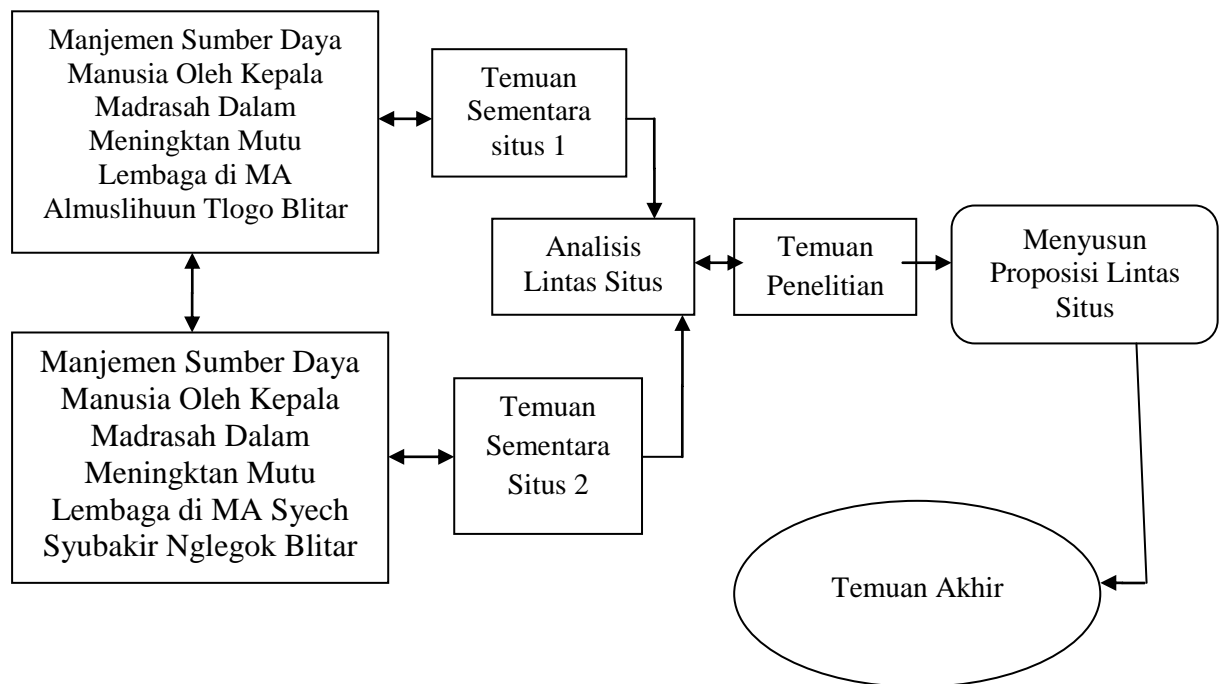 Manjemen Sumber Daya
Manusia Oleh Kepala
Madrasah Dalam
Meningktan Mutu
Lembaga di MA
Almuslihuun Tlogo Blitar
Temuan
Sementara
situs 1
Analisis
Lintas Situs
Temuan
Penelitian
Menyusun
Proposisi Lintas
Situs
Manjemen Sumber Daya
Manusia Oleh Kepala
Madrasah Dalam
Meningktan Mutu
Lembaga di MA Syech
Syubakir Nglegok Blitar
Temuan
Sementara
Situs 2
Temuan Akhir